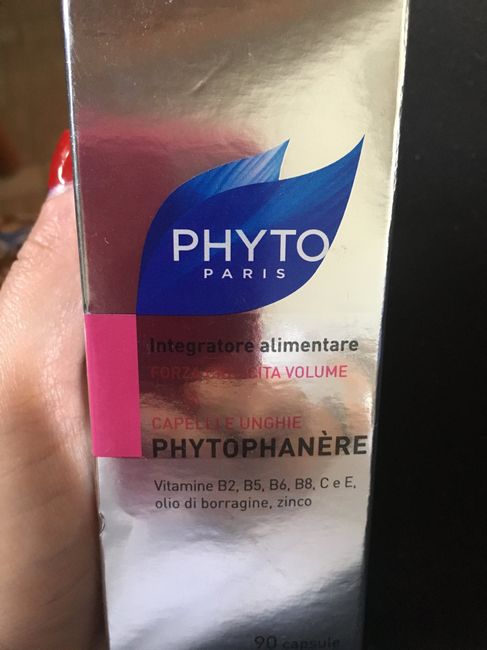 PHYTO
PARIS
Integratore alimentare
FORZA CITA VOLUME
CAPELLI E UNGHIE
PHYTOPHANÈRE
Vitamine B2, B5, B6, B8, C e E,
olio di borragine, zinco
90 capsule